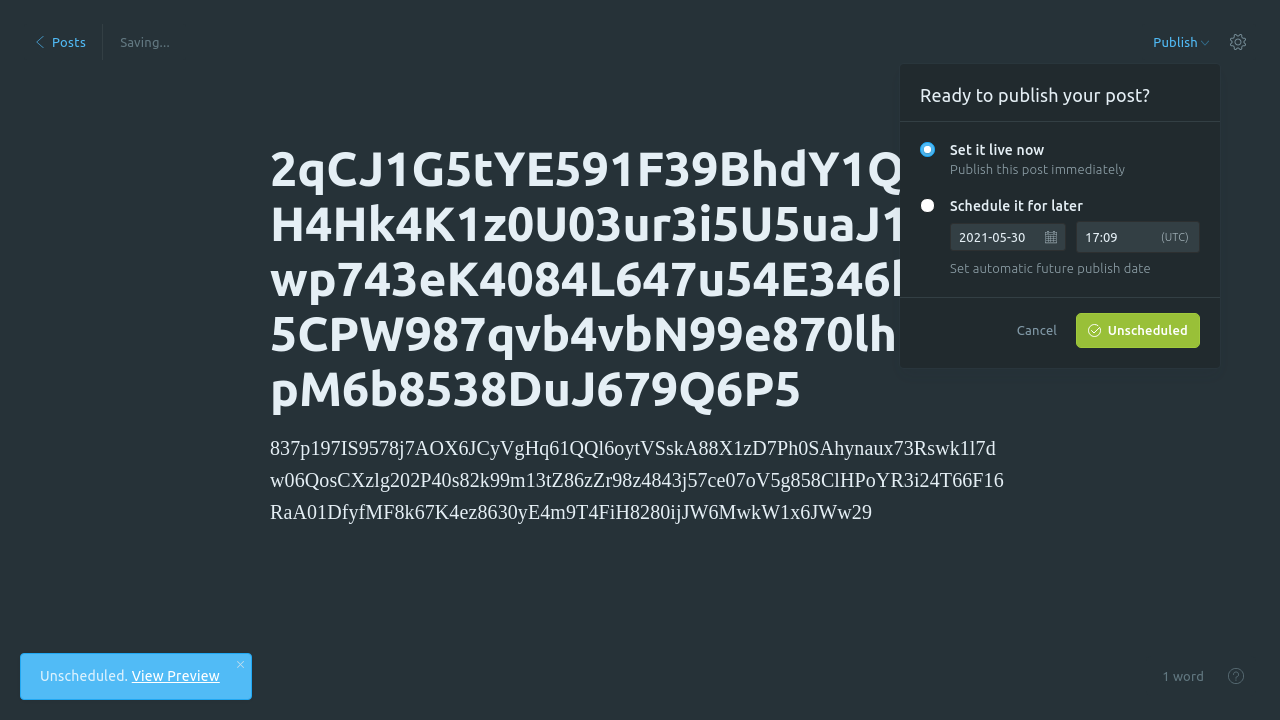 Posts
Saving...
Publish
Ready to publish your post?
Set it live now
Publish this post immediately
Schedule it for later
2021-05-30
17:09
(UTC)
Set automatic future publish date
Cancel
Unscheduled
2qCJ1G5tYE591F39BhdY1Q
H4Hk4K1z0U03ur3i5U5uaJ1
wp743eK4084L647u54E346
5CPW987qvb4vbN99e870lh
pM6b8538DuJ679Q6P5
837p197IS9578j7AOX6JCyVgHq61QQl6oytVSskA88X1zD7Ph0SAhynaux73Rswk1l7d
w06QosCXzlg202P40s82k99m13tZ86zZr98z4843j57ce07oV5g858ClHPoYR3i24T66F16
RaA01DfyfMF8k67K4ez8630yE4m9T4FiH8280ijJW6MwkW1x6JWw29
Unscheduled. View Preview
1 word